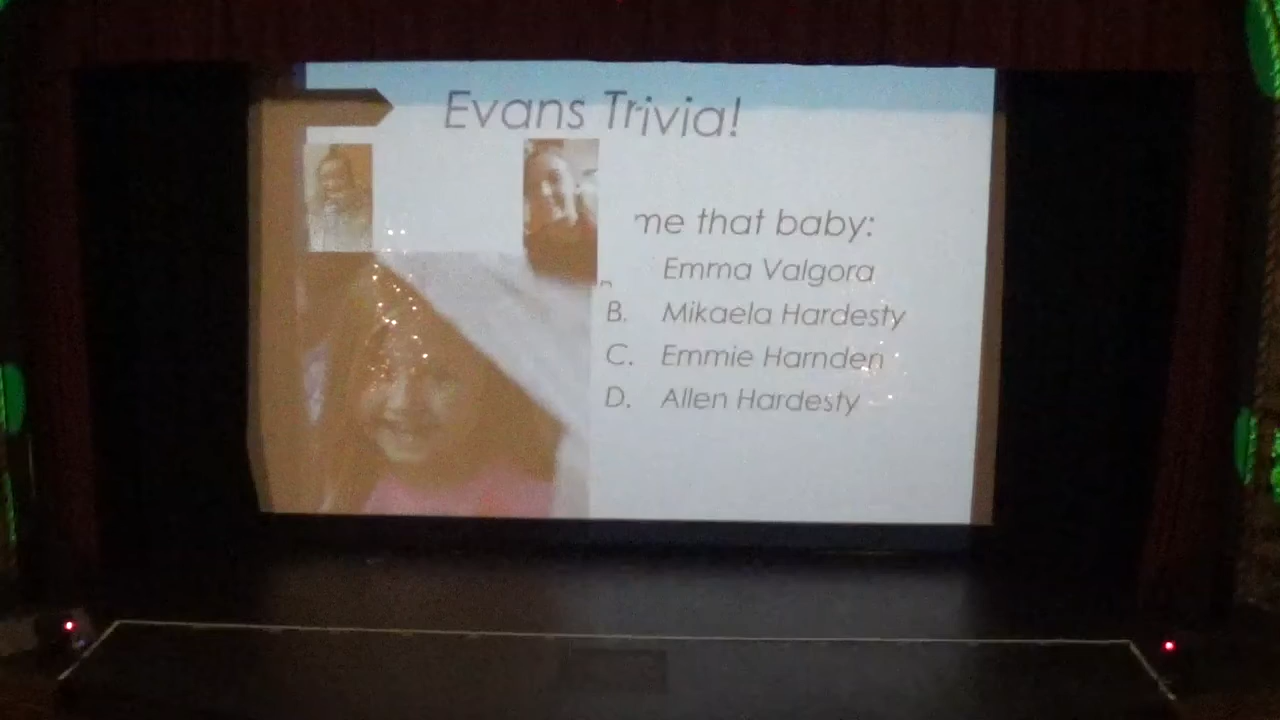 Evans Trivia!
me that baby:
Emma Valgora
B. Mikaela Hardesty
C. Emmie Harnden
D. Allen Hardesty